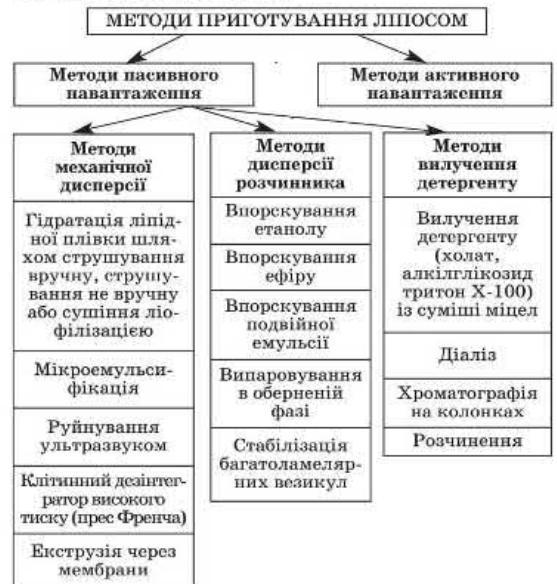 МЕТОДИ ПРИГОТУВАННЯ ЛІПОСОМ
Методи пасивного
навантаження
Методи активного
навантаження
Методи
механічної
дисперсії
Гідратація ліпід-
ної плівки шля-
хом струшування
вручну, струшу-
вання не вручну
або сушіння ліо-
філізацією
Мікроемульси-
фікація
Руйнування
ультразвуком
Клітинний дезінтег-
ратор високого
тиску (прес Френча)
Екструзія через
мембрани
Методи
дисперсії
розчинника
Впорскування
етанолу
Впорскування
ефіру
Впорскування
подвійної
емульсії
Випаровування
в оберненій
фазі
Стабілізація
багатоламеляр-
них везикул
Методи
вилучення
детергенту
Вилучення
детергенту
(холат,
алкілглікозид
тритон X-100)
із суміші міцел
Діаліз
Хроматографія
на колонках
Розчинення